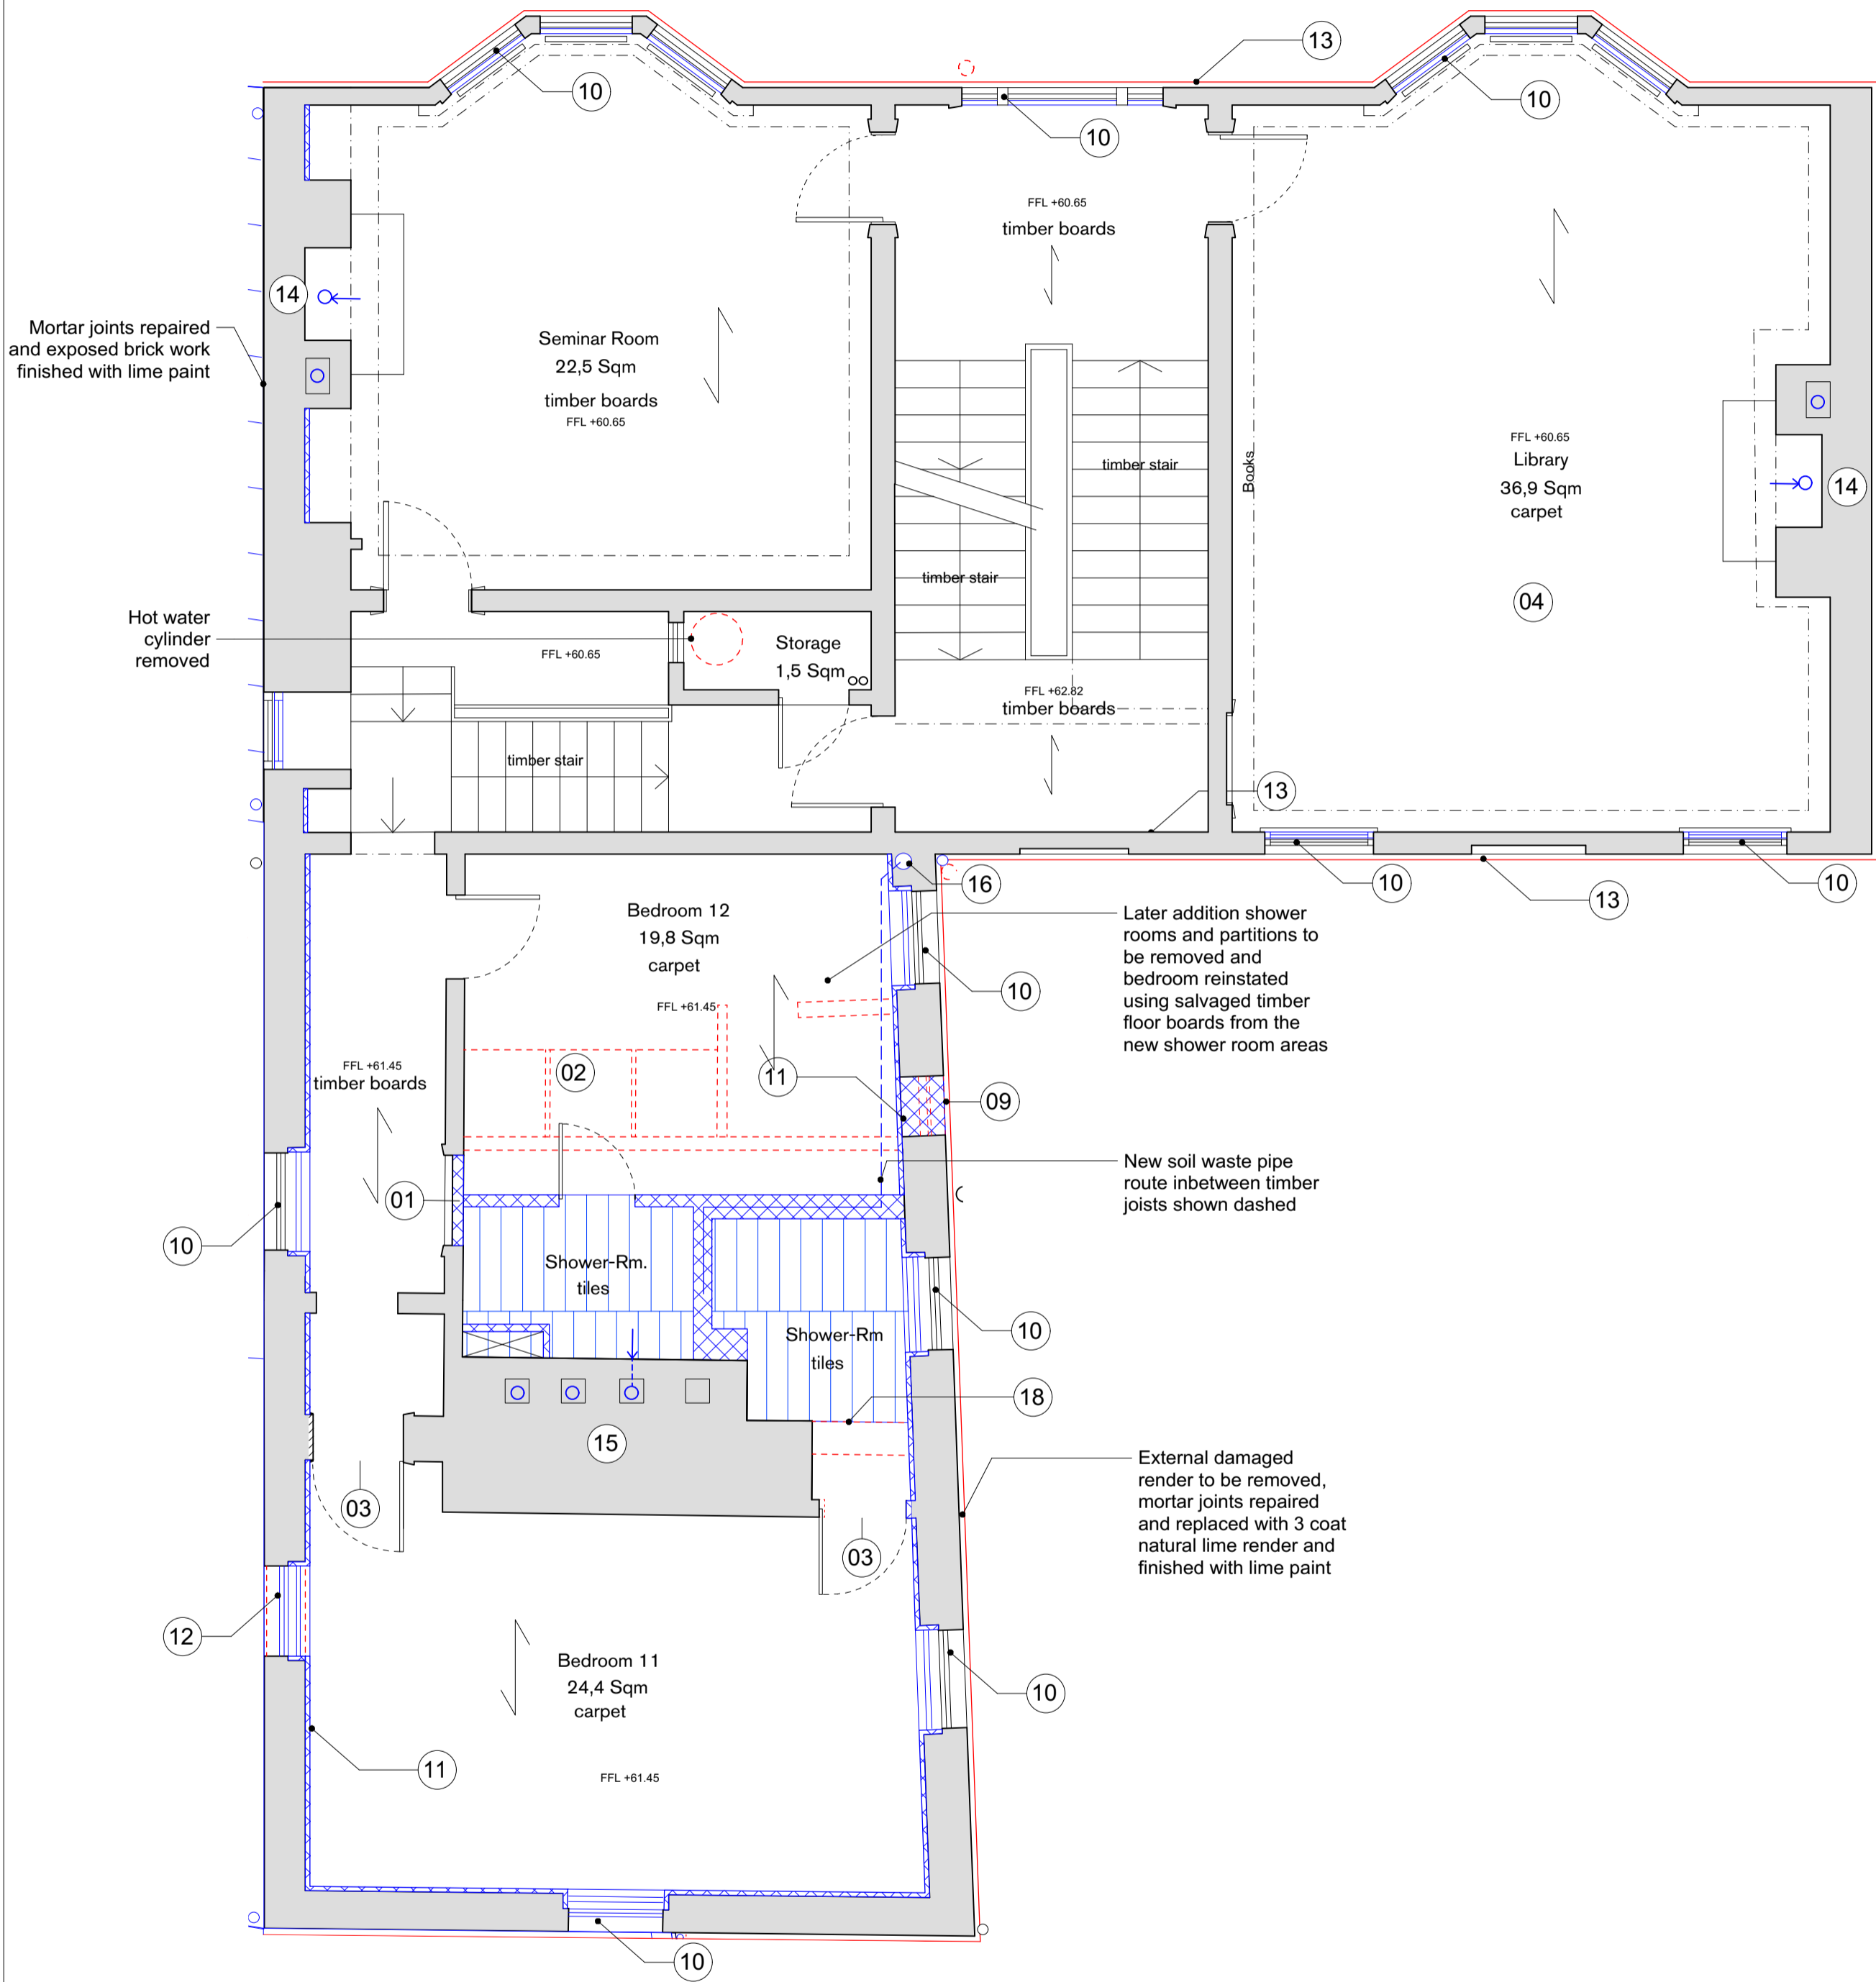 13
10
10
10
FFL +60.65
timber boards
14
Mortar joints repaired
and exposed brick work
finished with lime paint
Seminar Room
22,5 Sqm
timber boards
FFL +60.65
timber stair
timber stair
Books
FFL +60.65
Library
36,9 Sqm
carpet
14
04
Hot water
cylinder
removed
FFL +60.65
Storage
1,5 Sqm
FFL +62.82
timber boards
timber stair
13
16
10
13
10
Bedroom 12
19,8 Sqm
carpet
FFL +61.45
Later addition shower
rooms and partitions to
be removed and
bedroom reinstated
using salvaged timber
floor boards from the
new shower room areas
10
FFL +61.45
timber boards
02
11
09
New soil waste pipe
route inbetween timber
joists shown dashed
01
10
Shower-Rm.
tiles
Shower-Rm
tiles
10
18
15
External damaged
render to be removed,
mortar joints repaired
and replaced with 3 coat
natural lime render and
finished with lime paint
03
03
12
Bedroom 11
24,4 Sqm
carpet
10
11
FFL +61.45
10